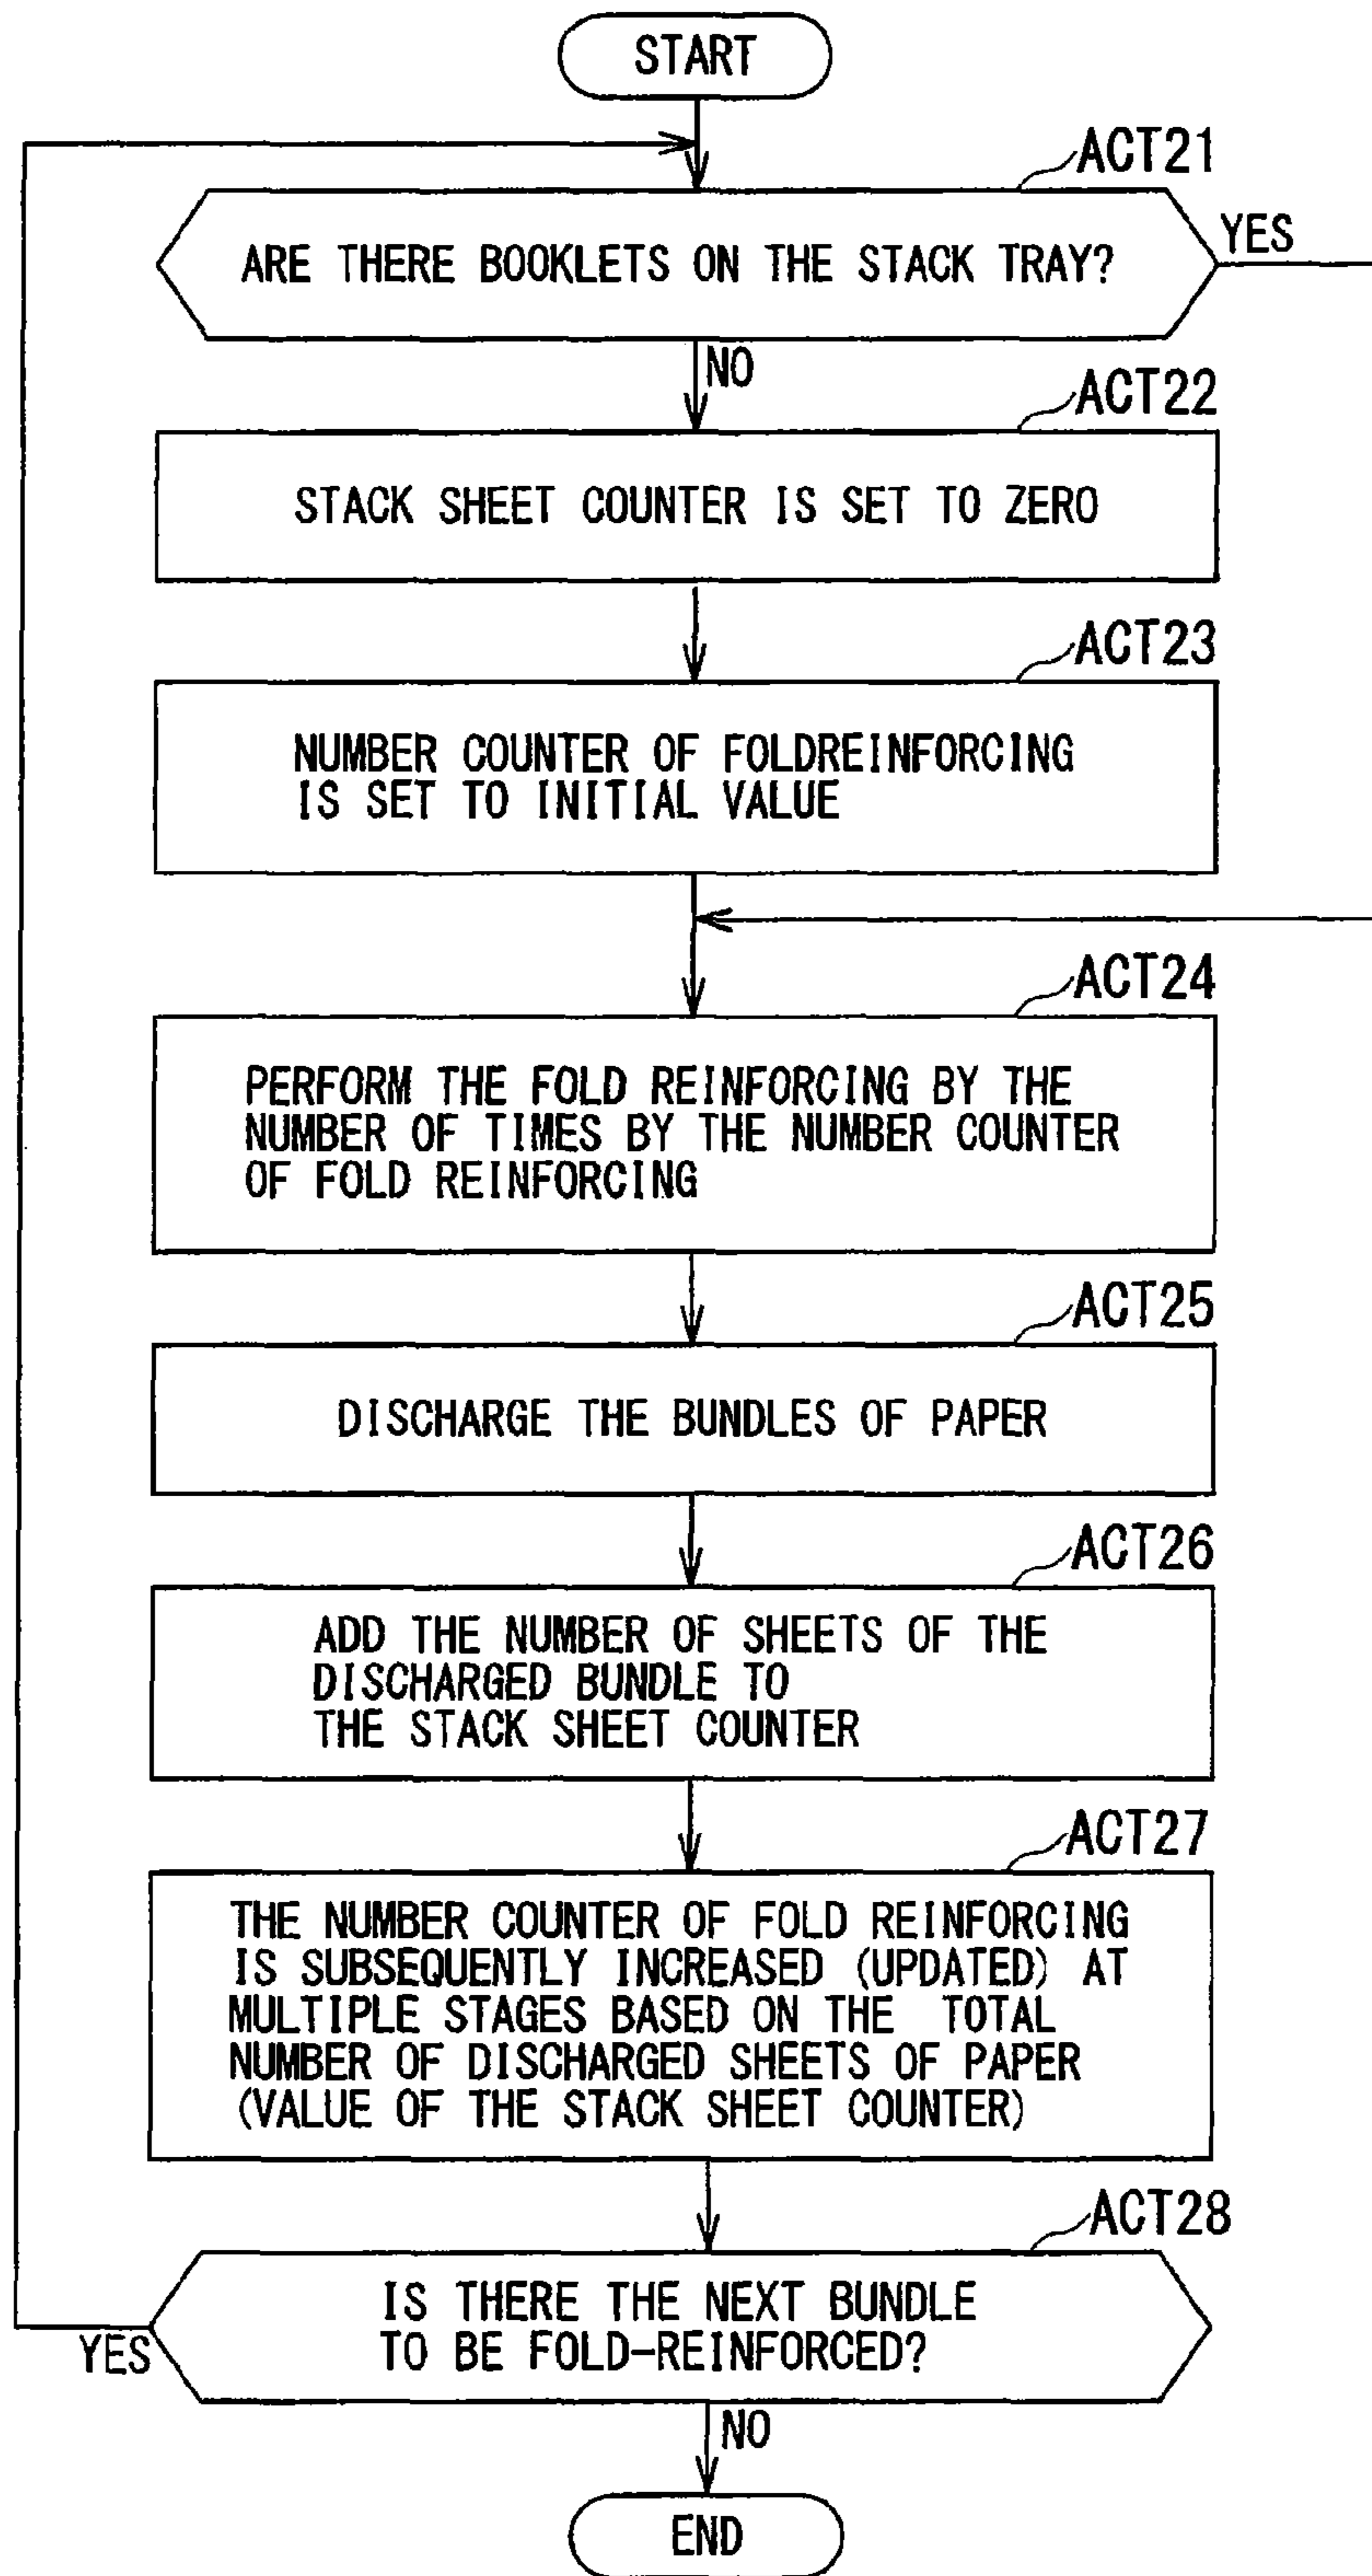 START
ACT21
ARE THERE BOOKLETS ON THE STACK TRAY?
YES
NO
ACT22
STACK SHEET COUNTER IS SET TO ZERO
ACT23
NUMBER COUNTER OF FOLDREINFORCING
IS SET TO INITIAL VALUE
ACT24
PERFORM THE FOLD REINFORCING BY THE
NUMBER OF TIMES BY THE NUMBER COUNTER
OF FOLD REINFORCING
ACT25
DISCHARGE THE BUNDLES OF PAPER
ACT26
ADD THE NUMBER OF SHEETS OF THE
DISCHARGED BUNDLE TO
THE STACK SHEET COUNTER
ACT27
THE NUMBER COUNTER OF FOLD REINFORCING
IS SUBSEQUENTLY INCREASED (UPDATED) AT
MULTIPLE STAGES BASED ON THE TOTAL
NUMBER OF DISCHARGED SHEETS OF PAPER
(VALUE OF THE STACK SHEET COUNTER)
ACT28
IS THERE THE NEXT BUNDLE
TO BE FOLD-REINFORCED?
YES
NO
END